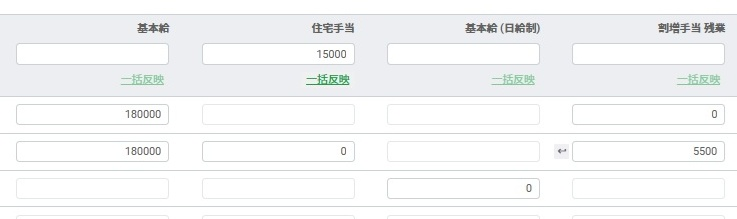 基本給 住宅手当 基本給 (日給制) 割増手当 残業
15000
一括反映 一括反映 一括反映 一括反映
180000 0
180000 0 5500
0